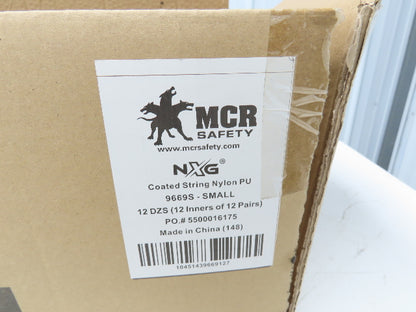 MCR
SAFETY
www.mcrsafety.com
NXG®
Coated String Nylon PU
9669S - SMALL
12 DZS (12 Inners of 12 Pairs)
PO.# 5500016175
Made in China (148)
10451439669127